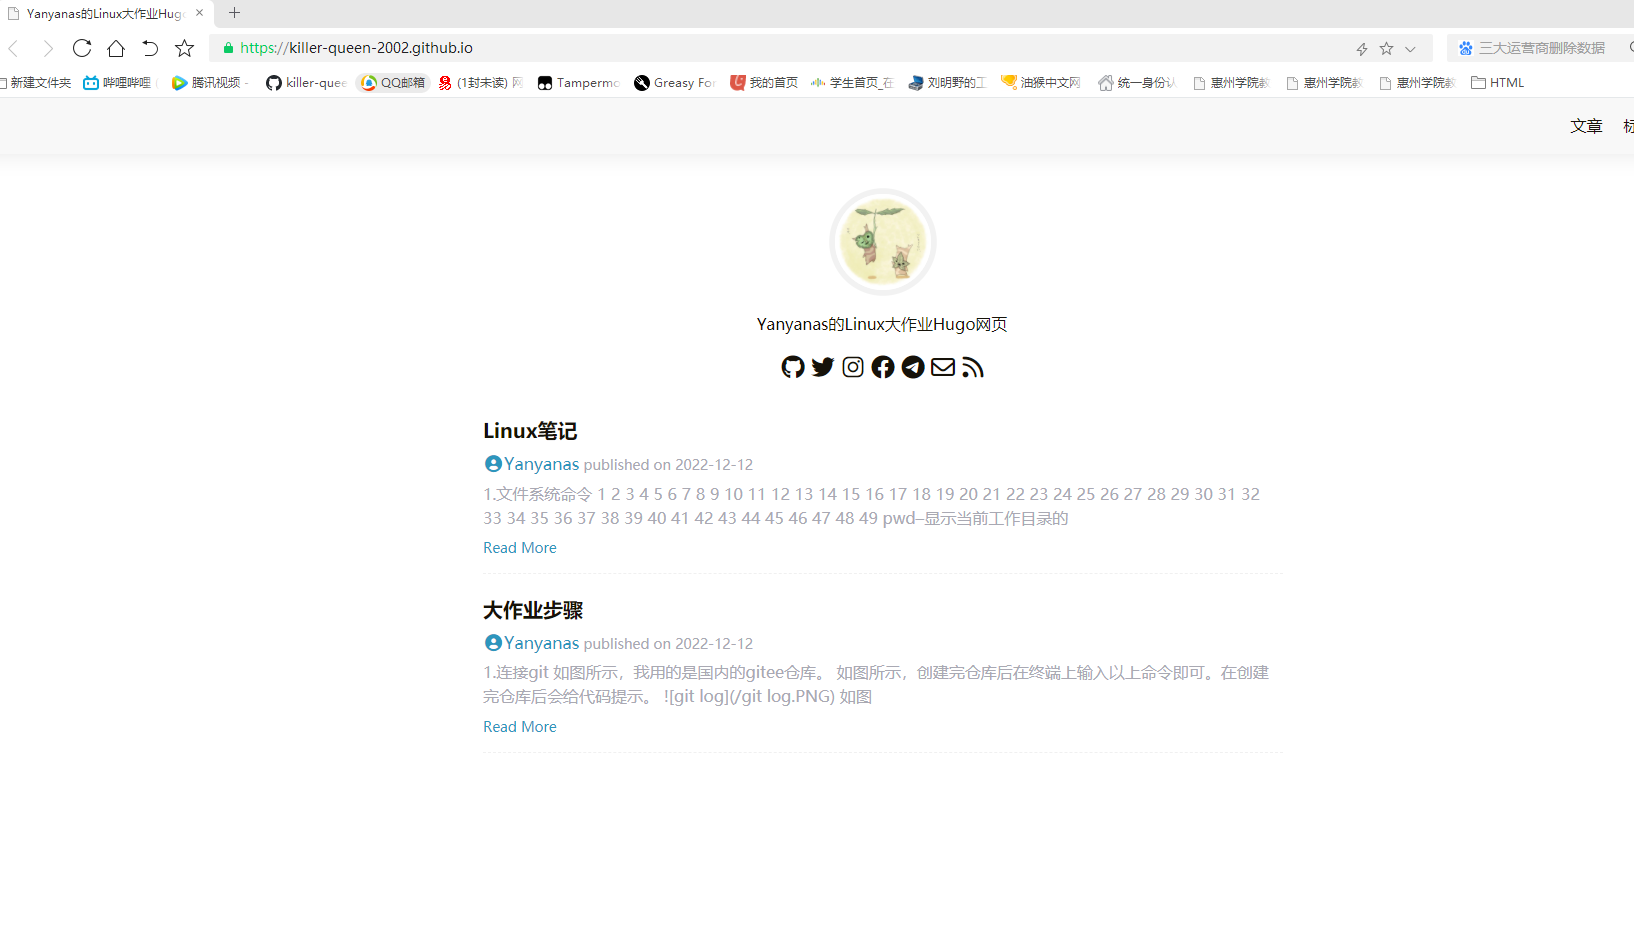 Yanyanas的Linux大作业Hug
https://killer-queen-2002.github.io
三大运营商删除数据
新建文件夹 哔哩哔哩 腾讯视频 - killer-quee QQ邮箱 (1封未读) 网 Tampermo Greasy For 我的首页 学生首页_在 刘明野的工 油猴中文网 统一身份认 惠州学院教 惠州学院教 惠州学院教 HTML
文章 标
Yanyanas的Linux大作业Hugo网页
Linux笔记
Yanyanas published on 2022-12-12
1.文件系统命令 1 2 3 4 5 6 7 8 9 10 11 12 13 14 15 16 17 18 19 20 21 22 23 24 25 26 27 28 29 30 31 32
33 34 35 36 37 38 39 40 41 42 43 44 45 46 47 48 49 pwd–显示当前工作目录的
Read More
大作业步骤
Yanyanas published on 2022-12-12
1.连接git 如图所示，我用的是国内的gitee仓库。 如图所示，创建完仓库后在终端上输入以上命令即可。在创建
完仓库后会给代码提示。 ![git log](/git log.PNG) 如图
Read More